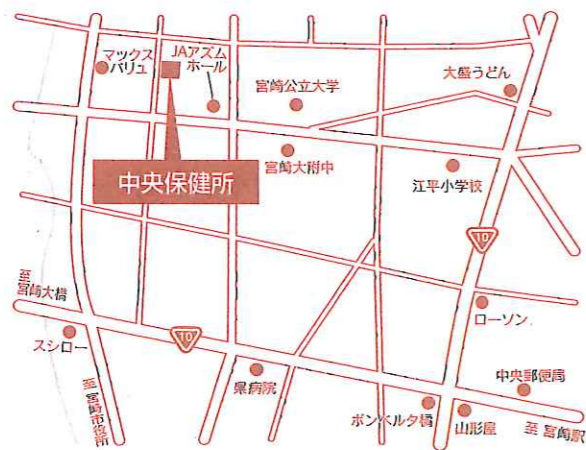 マックス
バリュ
JAアズム
ホール
宮崎公立大学
大盛うどん
中央保健所
宮崎大附中
江平小学校
10
至
宮崎大橋
スシロー
10
ローソン
県病院
中央郵便局
ボンベルタ橘
山形屋
至 宮崎市役所
至 宮崎駅